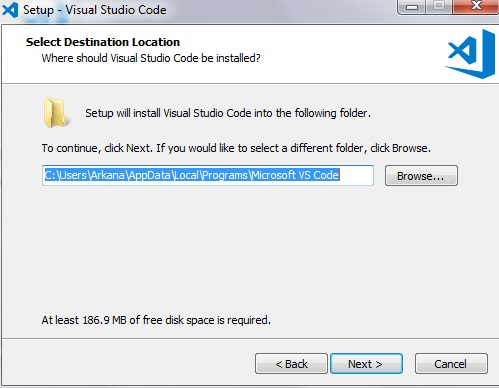 Setup - Visual Studio Code
Select Destination Location
Where should Visual Studio Code be installed?
Setup will install Visual Studio Code into the following folder.
To continue, click Next. If you would like to select a different folder, click Browse.
C:\Users\Arkana\AppData\Local\Programs\Microsoft VS Code
Browse...
At least 186.9 MB of free disk space is required.
< Back
Next >
Cancel